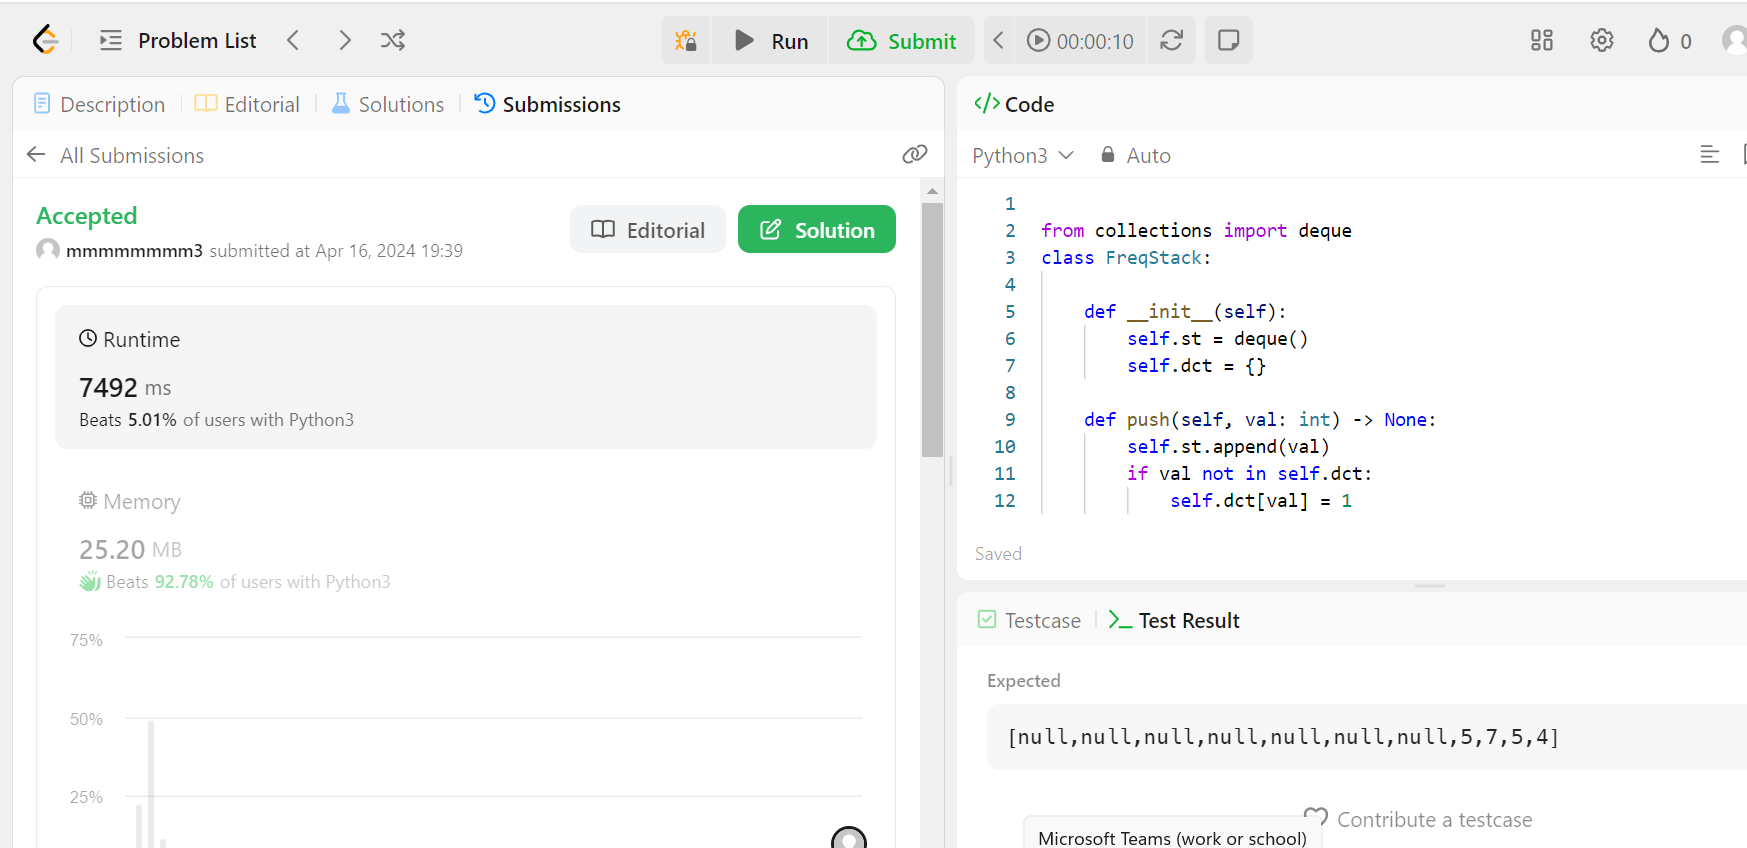 Problem List
Run
Submit
00:00:10
0
Description
Editorial
Solutions
Submissions
All Submissions
Accepted
mmmmmmmmm3 submitted at Apr 16, 2024 19:39
Editorial
Solution
Runtime
7492 ms
Beats 5.01% of users with Python3
Memory
25.20 MB
Beats 92.78% of users with Python3
75%
50%
25%
</> Code
Python3
Auto
1
2 from collections import deque
3 class FreqStack:
4
5 def __init__(self):
6 self.st = deque()
7 self.dct = {}
8
9 def push(self, val: int) -> None:
10 self.st.append(val)
11 if val not in self.dct:
12 self.dct[val] = 1
Saved
Testcase
Test Result
Expected
[null,null,null,null,null,null,null,5,7,5,4]
Contribute a testcase
Microsoft Teams (work or school)